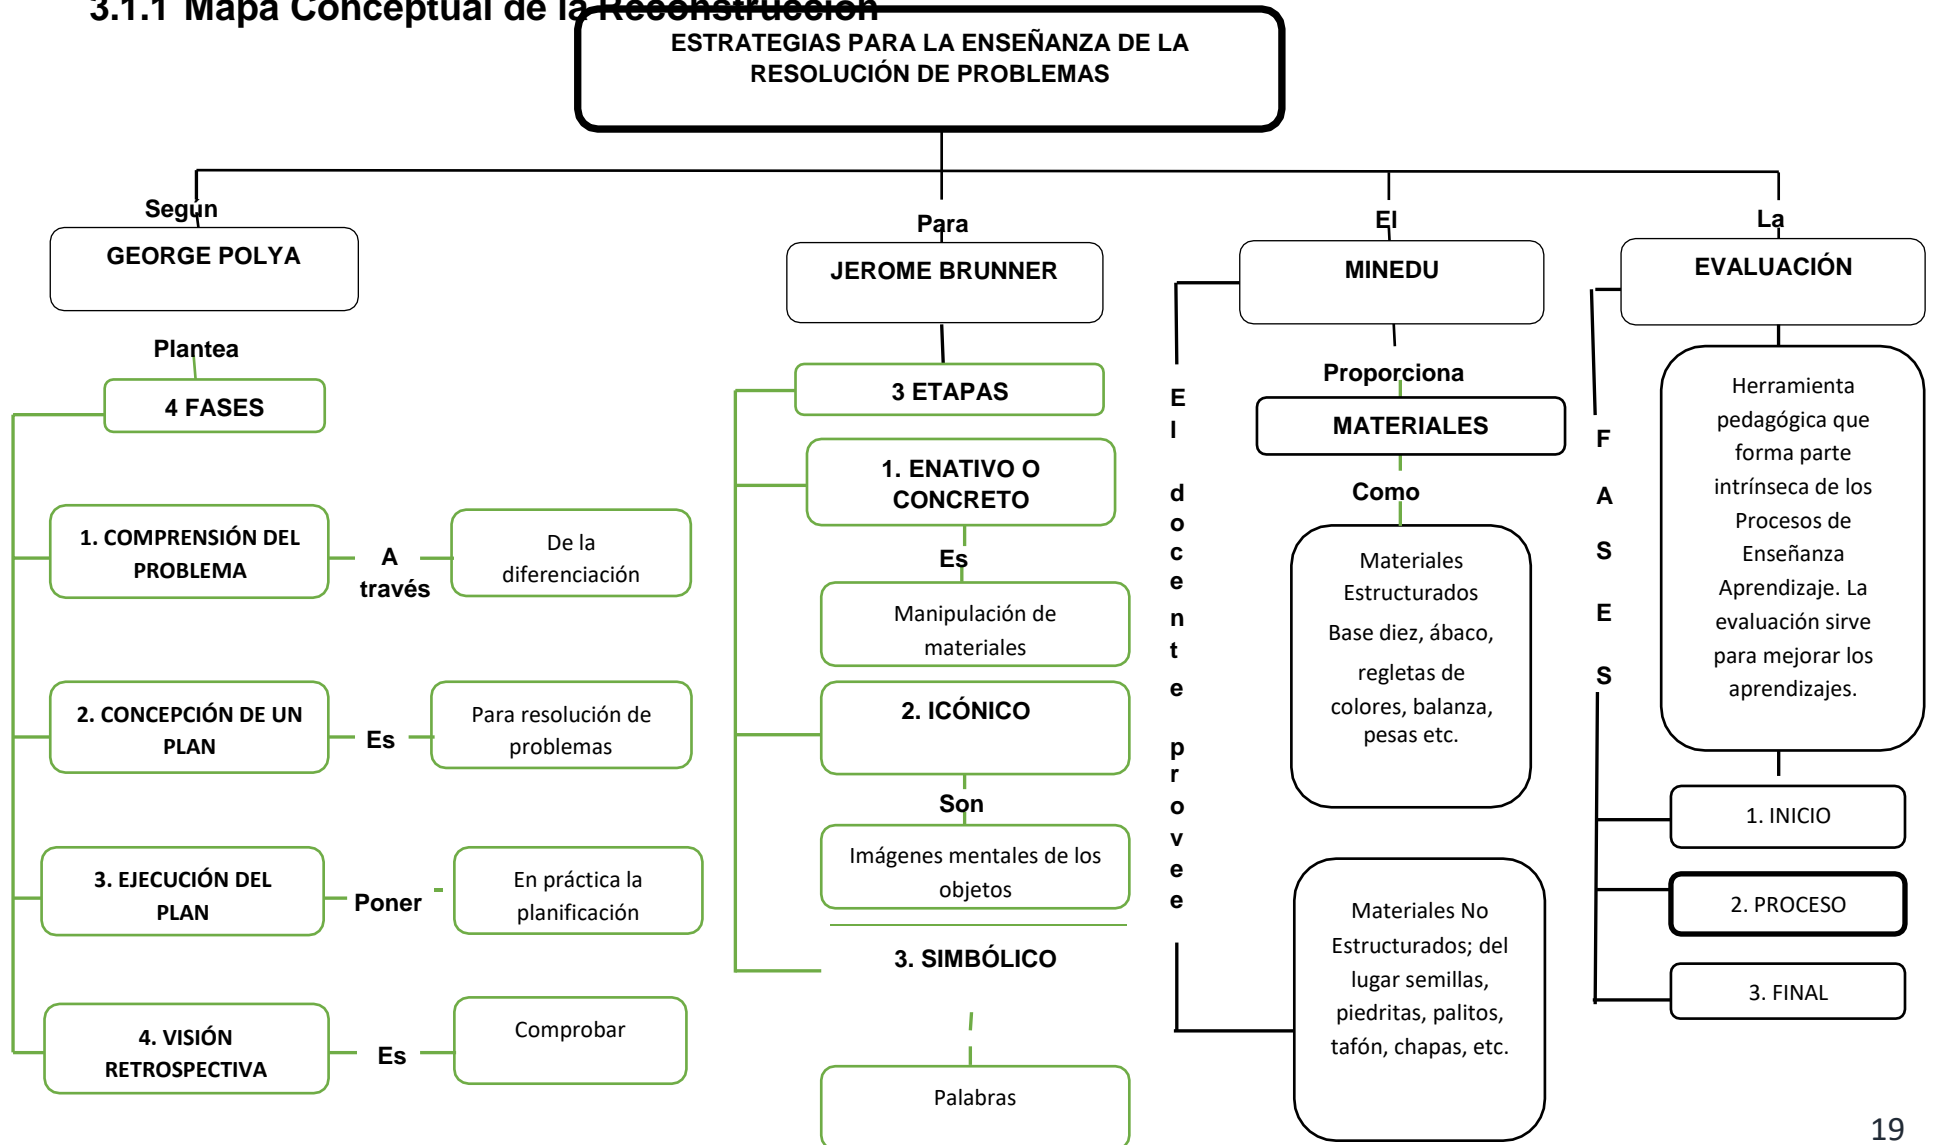 3.1.1 Mapa Conceptual de la Reconstrucción
ESTRATEGIAS PARA LA ENSEÑANZA DE LA
RESOLUCIÓN DE PROBLEMAS
Según
GEORGE POLYA
Plantea
4 FASES
1. COMPRENSIÓN DEL
PROBLEMA
A
través
De la
diferenciación
2. CONCEPCIÓN DE UN
PLAN
Es
Para resolución de
problemas
3. EJECUCIÓN DEL
PLAN
Poner
En práctica la
planificación
4. VISIÓN
RETROSPECTIVA
Es
Comprobar
Para
JEROME BRUNNER
3 ETAPAS
1. ENATIVO O
CONCRETO
Es
Manipulación de
materiales
2. ICÓNICO
Son
Imágenes mentales de los
objetos
3. SIMBÓLICO
Palabras
El
MINEDU
El docente provee
Proporciona
MATERIALES
Como
Materiales
Estructurados
Base diez, ábaco,
regletas de
colores, balanza,
pesas etc.
Materiales No
Estructurados; del
lugar semillas,
piedritas, palitos,
tafón, chapas, etc.
La
EVALUACIÓN
FASES
Herramienta
pedagógica que
forma parte
intrínseca de los
Procesos de
Enseñanza
Aprendizaje. La
evaluación sirve
para mejorar los
aprendizajes.
1. INICIO
2. PROCESO
3. FINAL
19